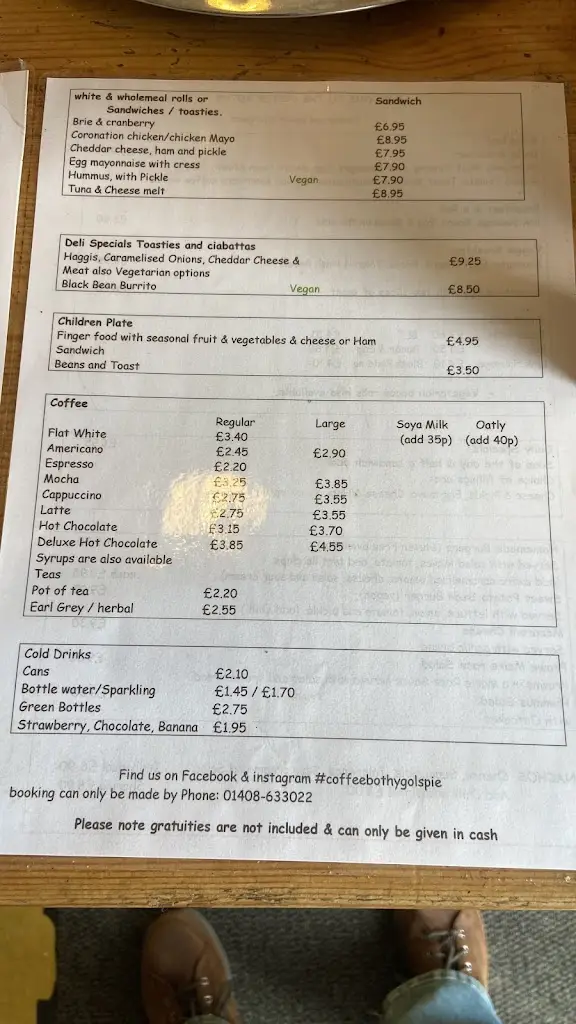 white & wholemeal rolls or Sandwich
Sandwiches / toasties.
Brie & cranberry £6.95
Coronation chicken/chicken Mayo £8.95
Cheddar cheese, ham and pickle £7.95
Egg mayonnaise with cress £7.90
Hummus, with Pickle Vegan £7.90
Tuna & Cheese melt £8.95
Deli Specials Toasties and ciabattas
Haggis, Caramelised Onions, Cheddar Cheese & £9.25
Meat also Vegetarian options
Black Bean Burrito Vegan £8.50
Children Plate
Finger food with seasonal fruit & vegetables & cheese or Ham £4.95
Sandwich
Beans and Toast £3.50
Coffee
Regular Large Soya Milk Oatly
Flat White £3.40 (add 35p) (add 40p)
Americano £2.45 £2.90
Espresso £2.20
Mocha £3.25 £3.85
Cappuccino £2.75 £3.55
Latte £2.75 £3.55
Hot Chocolate £3.15 £3.70
Deluxe Hot Chocolate £3.85 £4.55
Syrups are also available
Teas
Pot of tea £2.20
Earl Grey / herbal £2.55
Cold Drinks
Cans £2.10
Bottle water/Sparkling £1.45 / £1.70
Green Bottles £2.75
Strawberry, Chocolate, Banana £1.95
Find us on Facebook & instagram #coffeebothygolspie
booking can only be made by Phone: 01408-633022
Please note gratuities are not included & can only be given in cash